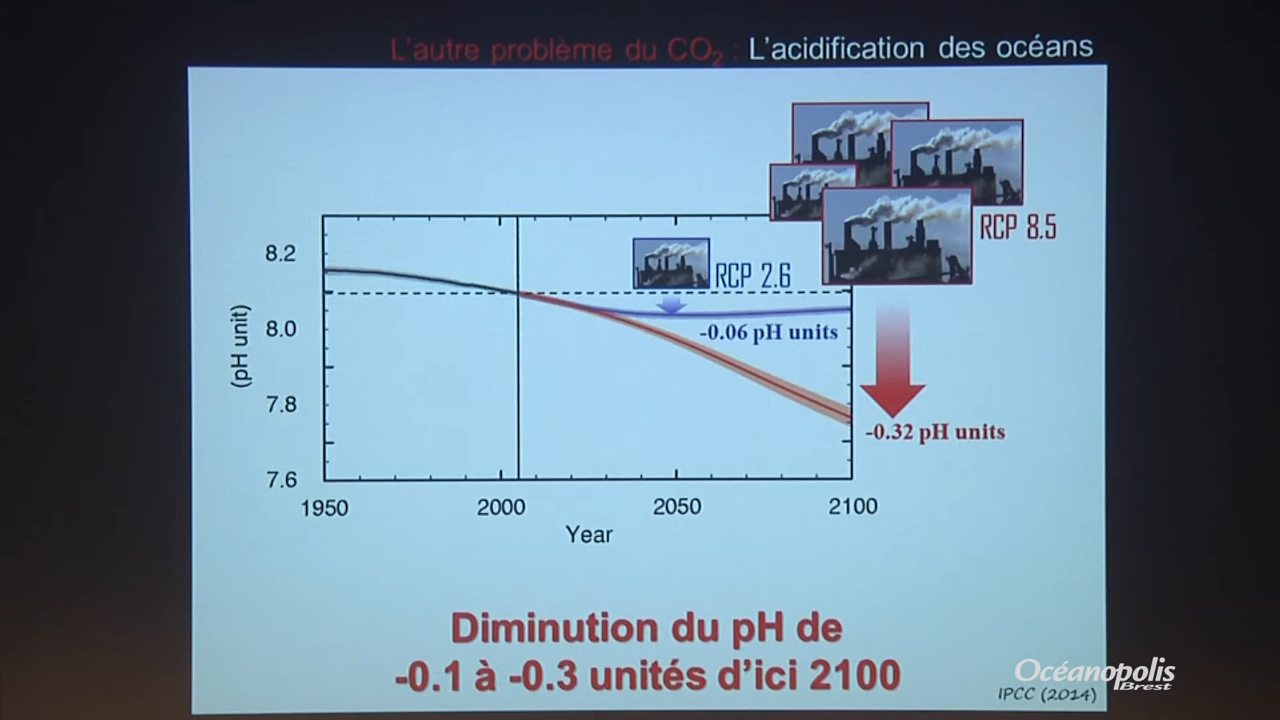 L'autre problème du CO₂ : L'acidification des océans
RCP 8.5
RCP 2.6
-0.06 pH units
-0.32 pH units
(pH unit)
8.2
8.0
7.8
7.6
1950
2000
2050
2100
Year
Diminution du pH de
-0.1 à -0.3 unités d'ici 2100
Océanopolis
Brest
IPCC (2014)